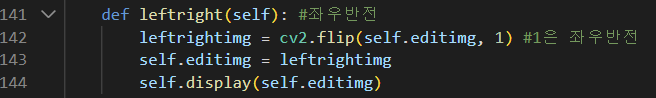 141 def leftright(self): #좌우반전
142 leftrightimg = cv2.flip(self.editimg, 1) #1은 좌우반전
143 self.editimg = leftrightimg
144 self.display(self.editimg)